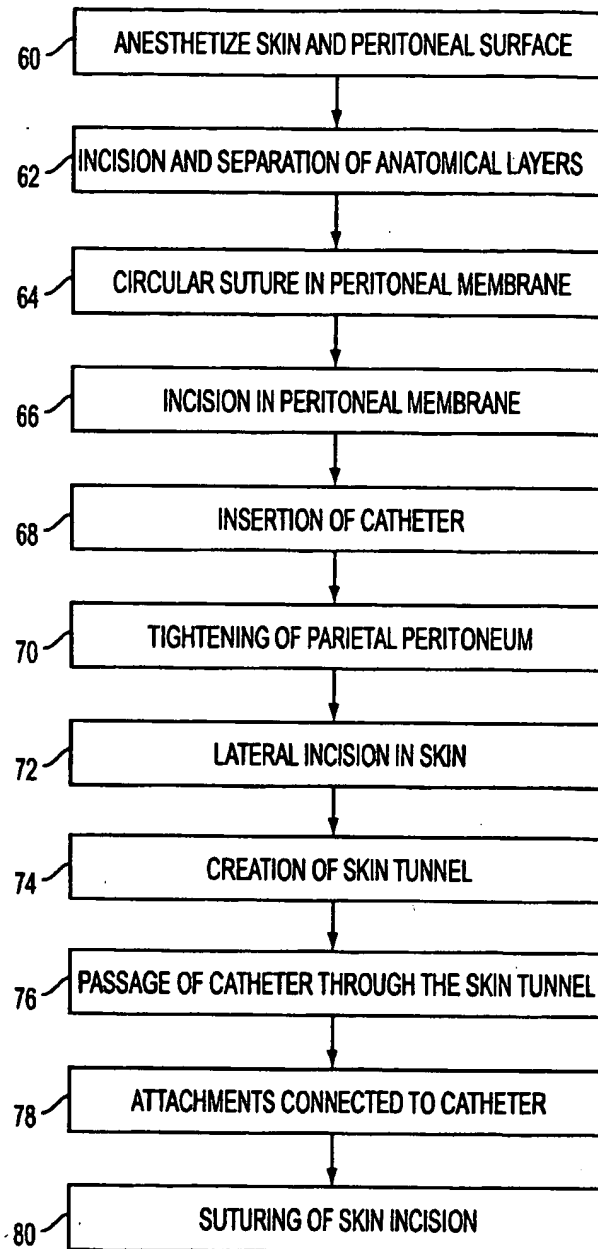 60 ANESTHETIZE SKIN AND PERITONEAL SURFACE
62 INCISION AND SEPARATION OF ANATOMICAL LAYERS
64 CIRCULAR SUTURE IN PERITONEAL MEMBRANE
66 INCISION IN PERITONEAL MEMBRANE
68 INSERTION OF CATHETER
70 TIGHTENING OF PARIETAL PERITONEUM
72 LATERAL INCISION IN SKIN
74 CREATION OF SKIN TUNNEL
76 PASSAGE OF CATHETER THROUGH THE SKIN TUNNEL
78 ATTACHMENTS CONNECTED TO CATHETER
80 SUTURING OF SKIN INCISION